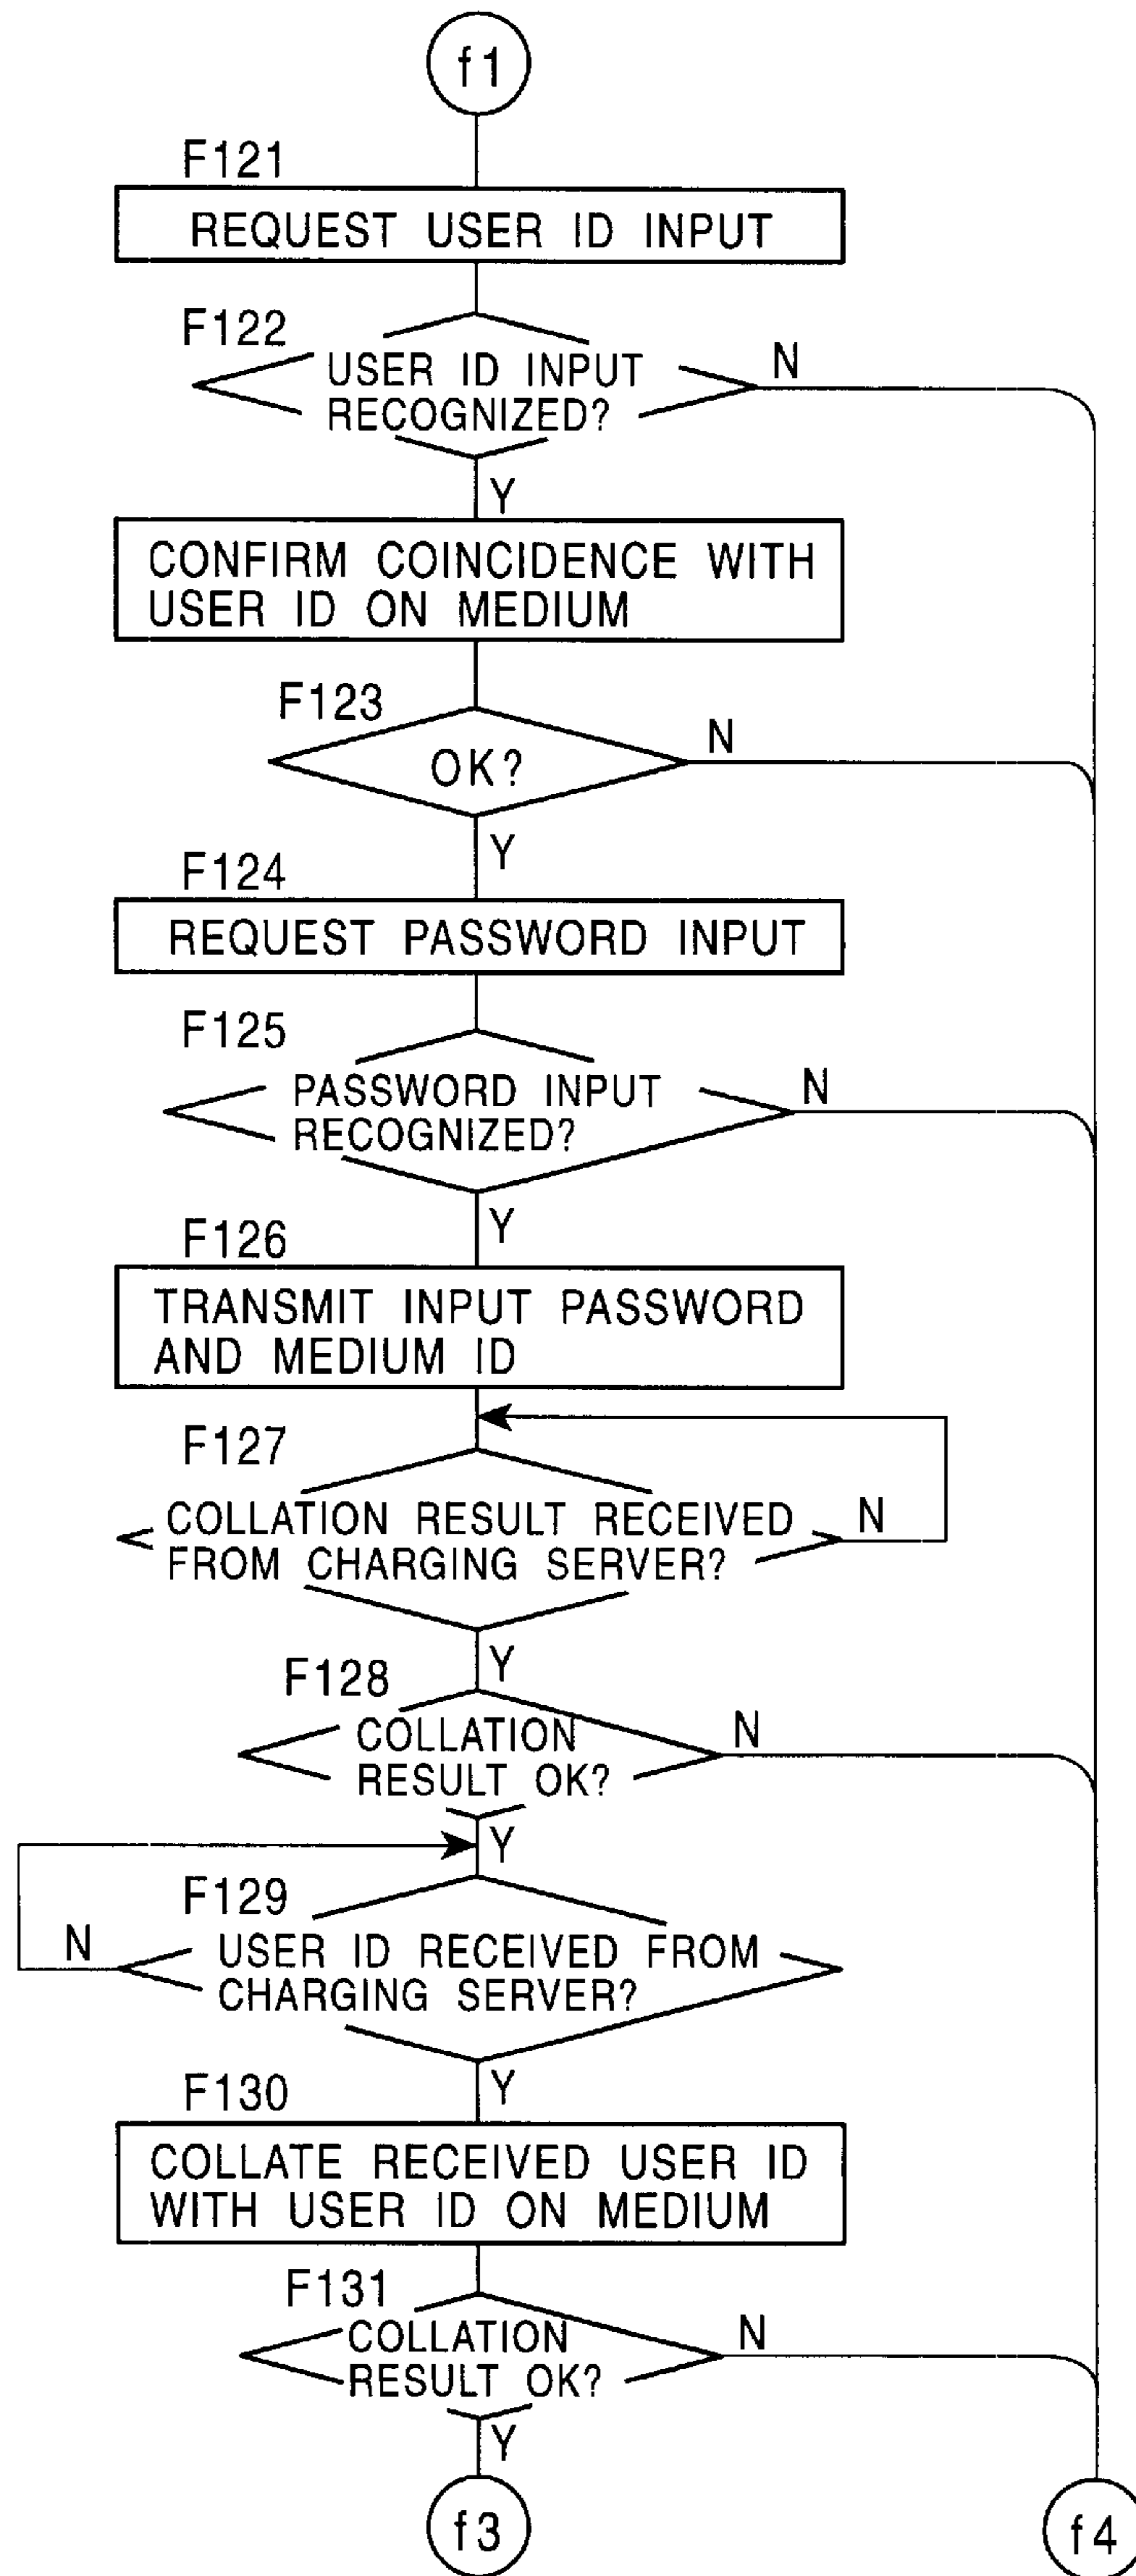 f1
F121
REQUEST USER ID INPUT
F122
USER ID INPUT
RECOGNIZED?
N
Y
CONFIRM COINCIDENCE WITH
USER ID ON MEDIUM
F123
OK?
N
Y
F124
REQUEST PASSWORD INPUT
F125
PASSWORD INPUT
RECOGNIZED?
N
Y
F126
TRANSMIT INPUT PASSWORD
AND MEDIUM ID
F127
COLLATION RESULT RECEIVED
FROM CHARGING SERVER?
N
Y
F128
COLLATION
RESULT OK?
N
Y
F129
N
USER ID RECEIVED FROM
CHARGING SERVER?
Y
F130
COLLATE RECEIVED USER ID
WITH USER ID ON MEDIUM
F131
COLLATION
RESULT OK?
N
Y
f3
f4